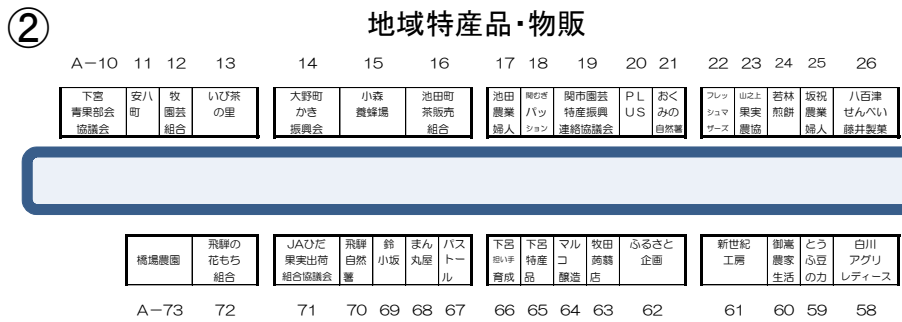 ②
地域特産品・物販
A－10 11 12 13 14 15 16 17 18 19 20 21 22 23 24 25 26
下宮 安八 牧 いび茶 大野町 小森 池田町 池田 関むぎ 関市園芸 PL おく フレッ 山之上 若林 坂祝 八百津
青果部会 町 園芸 の里 かき 養蜂場 茶販売 農業 パッ 特産振興 US みの シュマ 果実 煎餅 農業 せんべい
協議会 組合 振興会 組合 婦人 ション 連絡協議会 自然薯 ザーズ 農協 婦人 藤井製菓
飛騨の JAひだ 飛騨 鈴 まん パス 下呂 下呂 マル 牧田 ふるさと 新世紀 御嵩 とう 白川
橋場農園 花もち 果実出荷 自然 小坂 丸屋 トー 担い手 特産 コ 蒟蒻 企画 工房 農家 ふ豆 アグリ
組合 組合協議会 薯 ル 育成 品 醸造 店 生活 の力 レディース
A－73 72 71 70 69 68 67 66 65 64 63 62 61 60 59 58